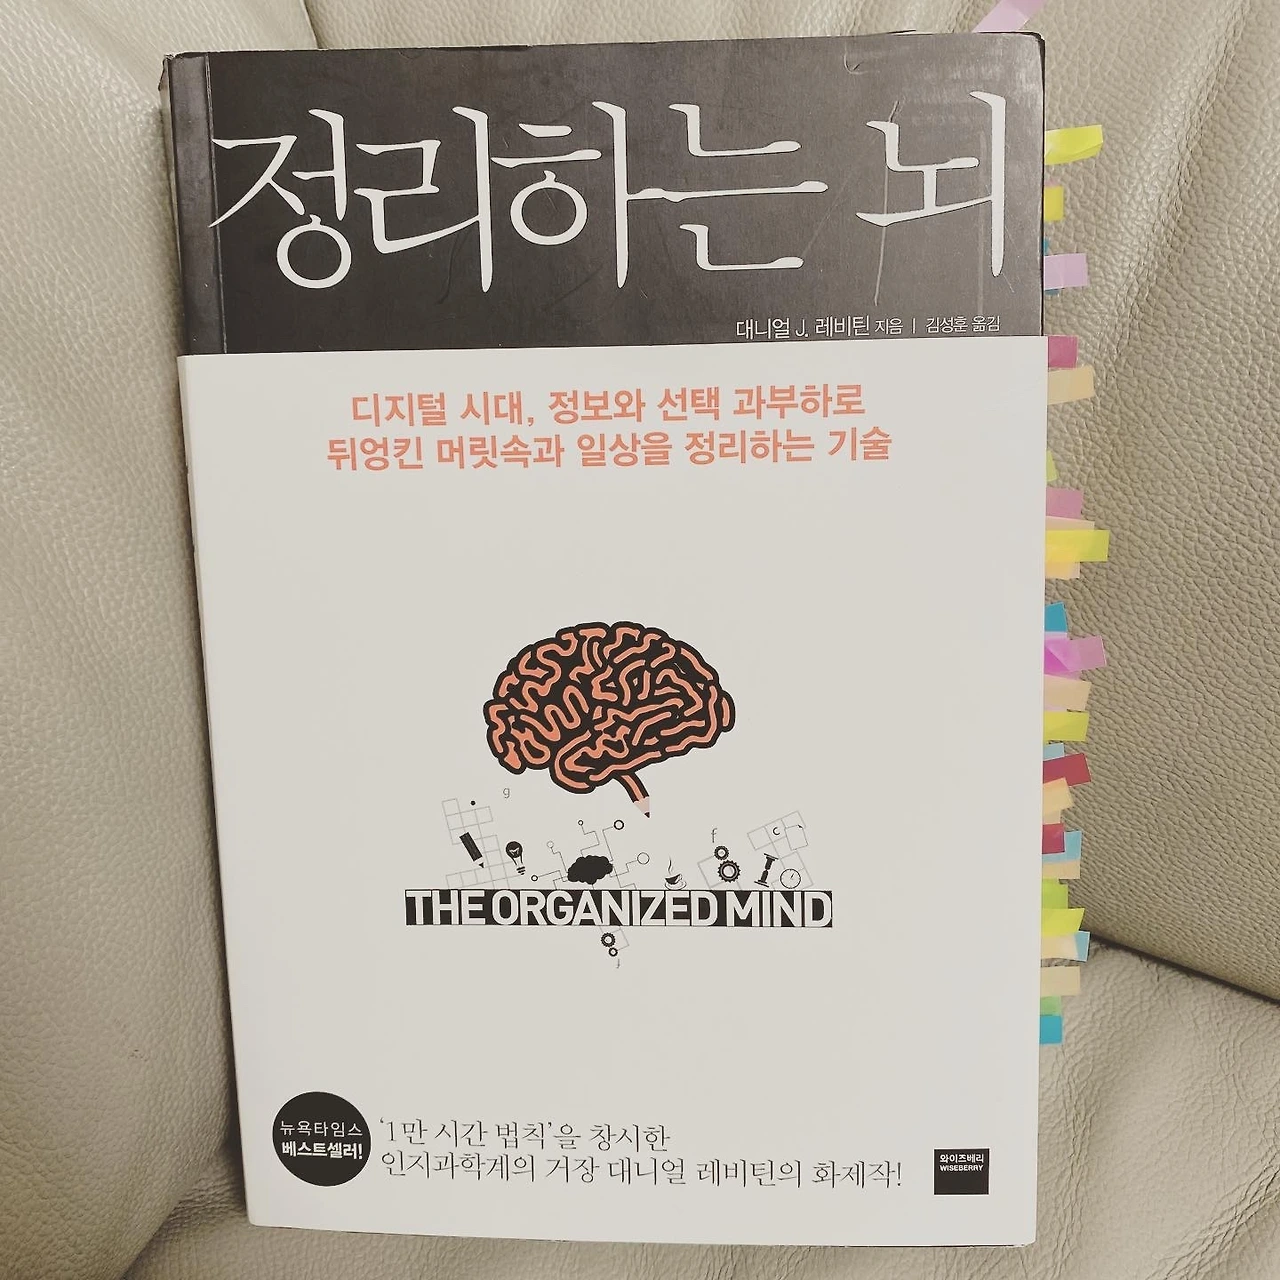 정리하는 뇌
대니얼 J. 레비틴 지음 | 김성훈 옮김
디지털 시대, 정보와 선택 과부하로
뒤엉킨 머릿속과 일상을 정리하는 기술
g
f
c
THE ORGANIZED MIND
뉴욕타임스
베스트셀러!
'1만 시간 법칙'을 창시한
인지과학계의 거장 대니얼 레비틴의 화제작!
와이즈베리
WISEBERRY